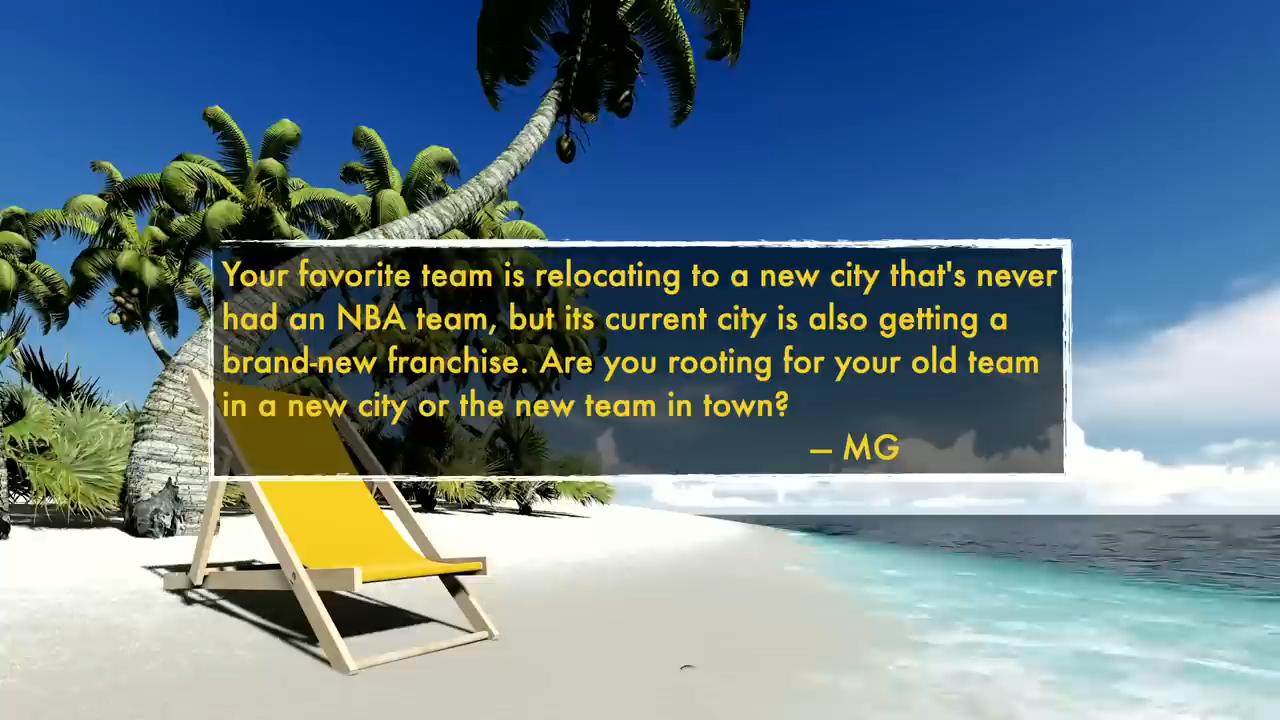 Your favorite team is relocating to a new city that's never
had an NBA team, but its current city is also getting a
brand-new franchise. Are you rooting for your old team
in a new city or the new team in town?
— MG